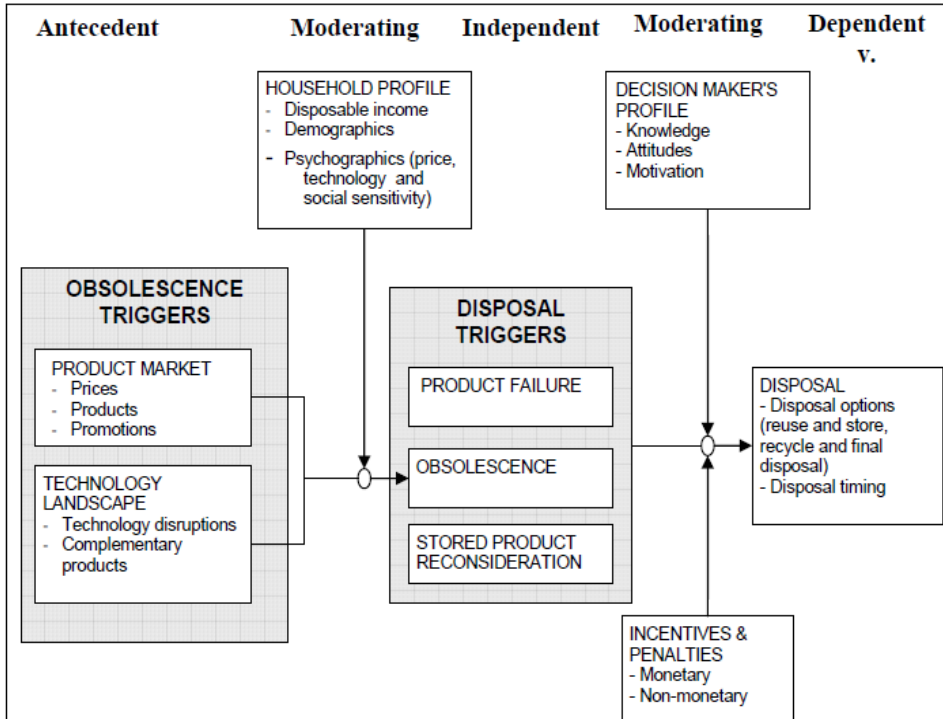 Antecedent
Moderating
Independent
Moderating
Dependent
v.
HOUSEHOLD PROFILE
- Disposable income
- Demographics
- Psychographics (price,
technology and
social sensitivity)
DECISION MAKER'S
PROFILE
- Knowledge
- Attitudes
- Motivation
OBSOLESCENCE
TRIGGERS
PRODUCT MARKET
- Prices
- Products
- Promotions
TECHNOLOGY
LANDSCAPE
- Technology disruptions
- Complementary
products
DISPOSAL
TRIGGERS
PRODUCT FAILURE
OBSOLESCENCE
STORED PRODUCT
RECONSIDERATION
DISPOSAL
- Disposal options
(reuse and store,
recycle and final
disposal)
- Disposal timing
INCENTIVES &
PENALTIES
- Monetary
- Non-monetary